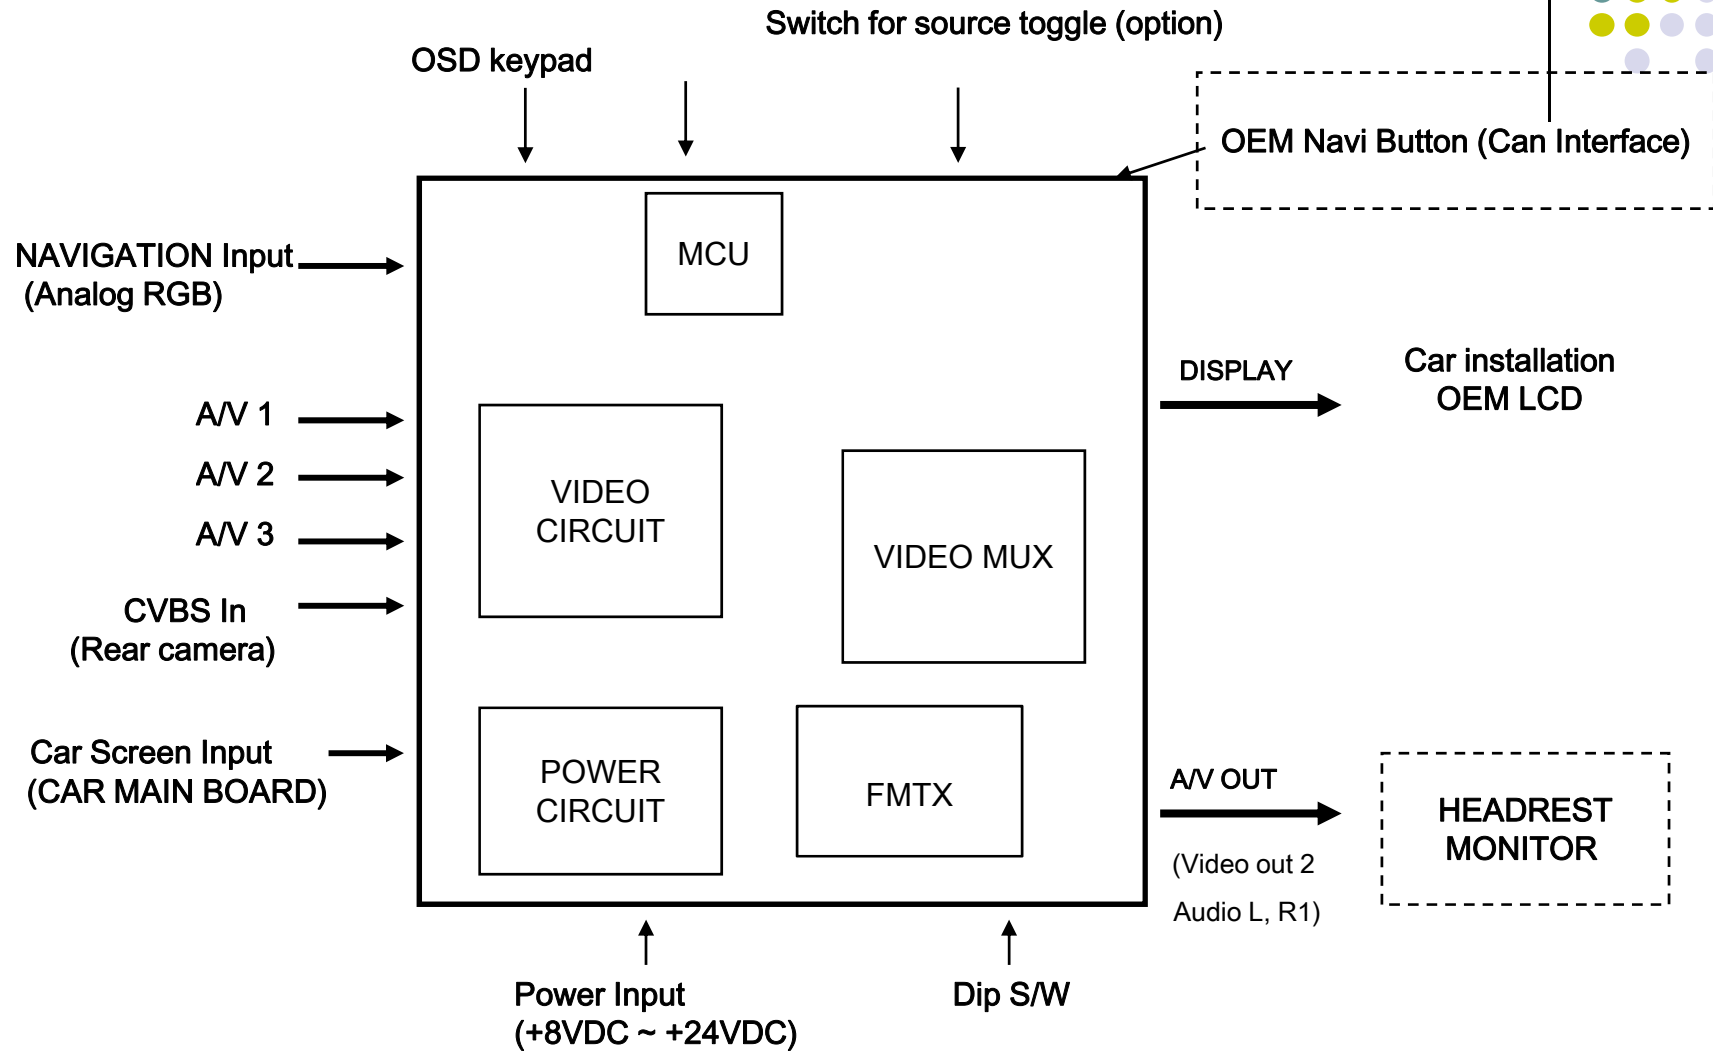 Switch for source toggle (option)
OSD keypad
OEM Navi Button (Can Interface)
MCU
NAVIGATION Input
(Analog RGB)
DISPLAY
Car installation
OEM LCD
A/V 1
A/V 2
A/V 3
VIDEO
CIRCUIT
VIDEO MUX
CVBS In
(Rear camera)
Car Screen Input
(CAR MAIN BOARD)
POWER
CIRCUIT
FMTX
A/V OUT
(Video out 2
Audio L, R1)
HEADREST
MONITOR
Power Input
(+8VDC ~ +24VDC)
Dip S/W